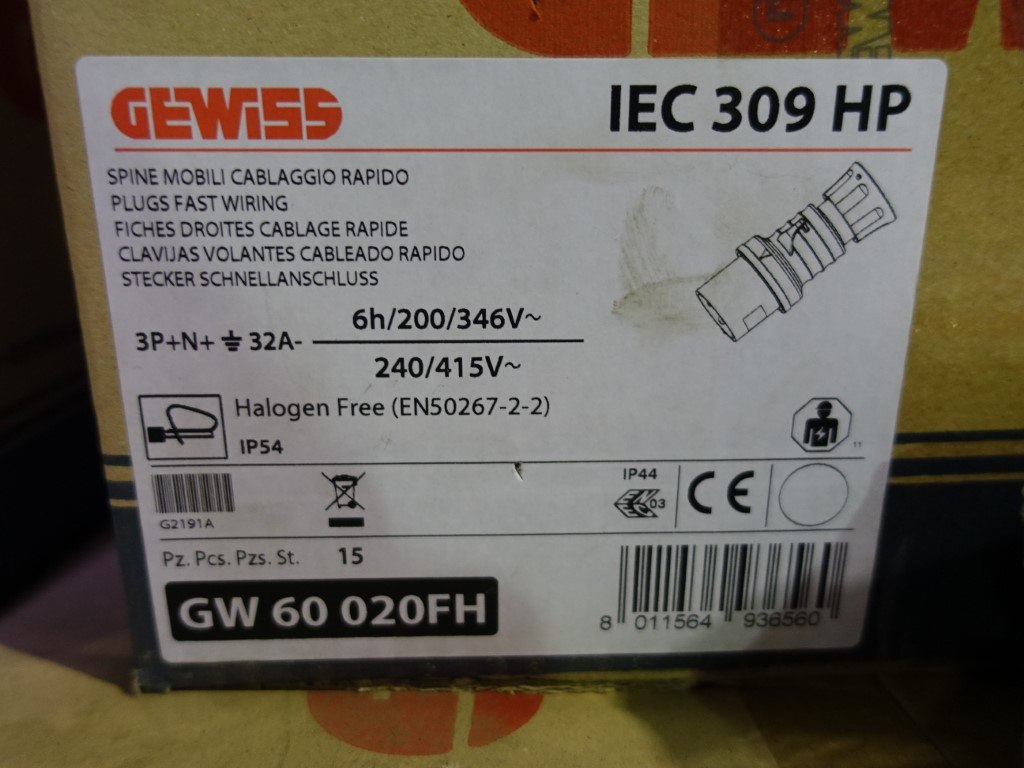 GEWISS
IEC 309 HP
SPINE MOBILI CABLAGGIO RAPIDO
PLUGS FAST WIRING
FICHES DROITES CABLAGE RAPIDE
CLAVIJAS VOLANTES CABLEADO RAPIDO
STECKER SCHNELLANSCHLUSS
3P+N+⏚ 32A-
6h/200/346V~
240/415V~
Halogen Free (EN50267-2-2)
IP54
11
G2191A
IP44
03
CE
Pz. Pcs. Pzs. St. 15
GW 60 020FH
8 011564 936560